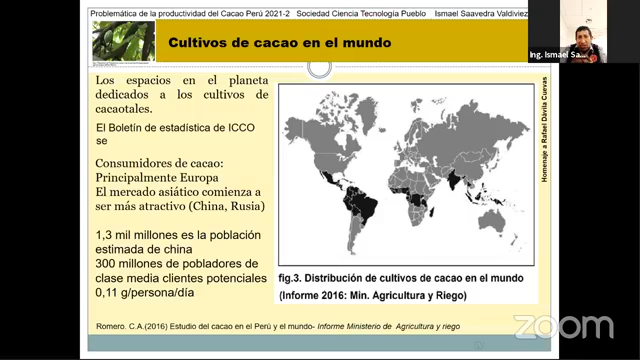 Problemática de la productividad del Cacao Perú 2021-2 Sociedad Ciencia Tecnología Pueblo Ismael Saavedra Valdiviez
Cultivos de cacao en el mundo
Ing. Ismael Sa...
Los espacios en el planeta
dedicados a los cultivos de
cacaotales.
El Boletín de estadística de ICCO
se
Consumidores de cacao:
Principalmente Europa
El mercado asiático comienza a
ser más atractivo (China, Rusia)
1,3 mil millones es la población
estimada de china
300 millones de pobladores de
clase media clientes potenciales
0,11 g/persona/día
Homenaje a Rafael Dávila Cuevas
fig.3. Distribución de cultivos de cacao en el mundo
(Informe 2016: Min. Agricultura y Riego)
Romero. C.A.(2016) Estudio del cacao en el Perú y el mundo- Informe Ministerio de Agricultura y riego
zoom